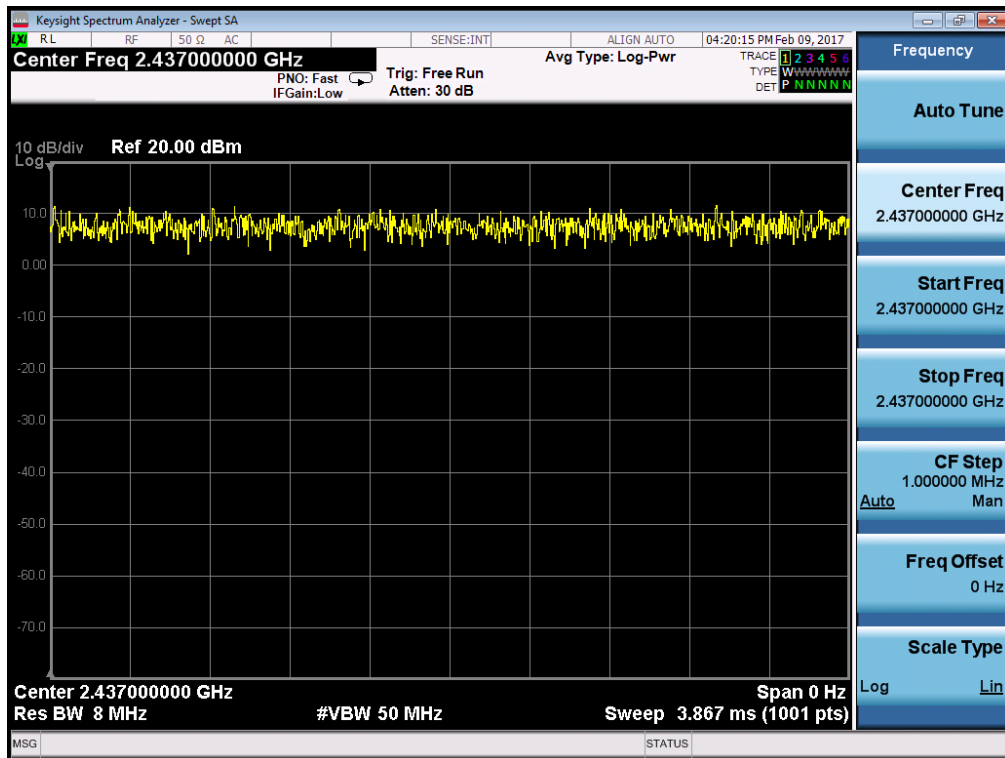 Keysight Spectrum Analyzer - Swept SA
LXI RL RF 50 Ω AC SENSE:INT ALIGN AUTO 04:20:15 PM Feb 09, 2017
Center Freq 2.437000000 GHz
PNO: Fast
IFGain:Low
Trig: Free Run
Atten: 30 dB
Avg Type: Log-Pwr
TRACE 1 2 3 4 5 6
TYPE WWWWWW
DET P N N N N N
10 dB/div Ref 20.00 dBm
Log
10.0
0.00
-10.0
-20.0
-30.0
-40.0
-50.0
-60.0
-70.0
Center 2.437000000 GHz Span 0 Hz
Res BW 8 MHz #VBW 50 MHz Sweep 3.867 ms (1001 pts)
MSG STATUS
Frequency
Auto Tune
Center Freq
2.437000000 GHz
Start Freq
2.437000000 GHz
Stop Freq
2.437000000 GHz
CF Step
1.000000 MHz
Auto Man
Freq Offset
0 Hz
Scale Type
Log Lin